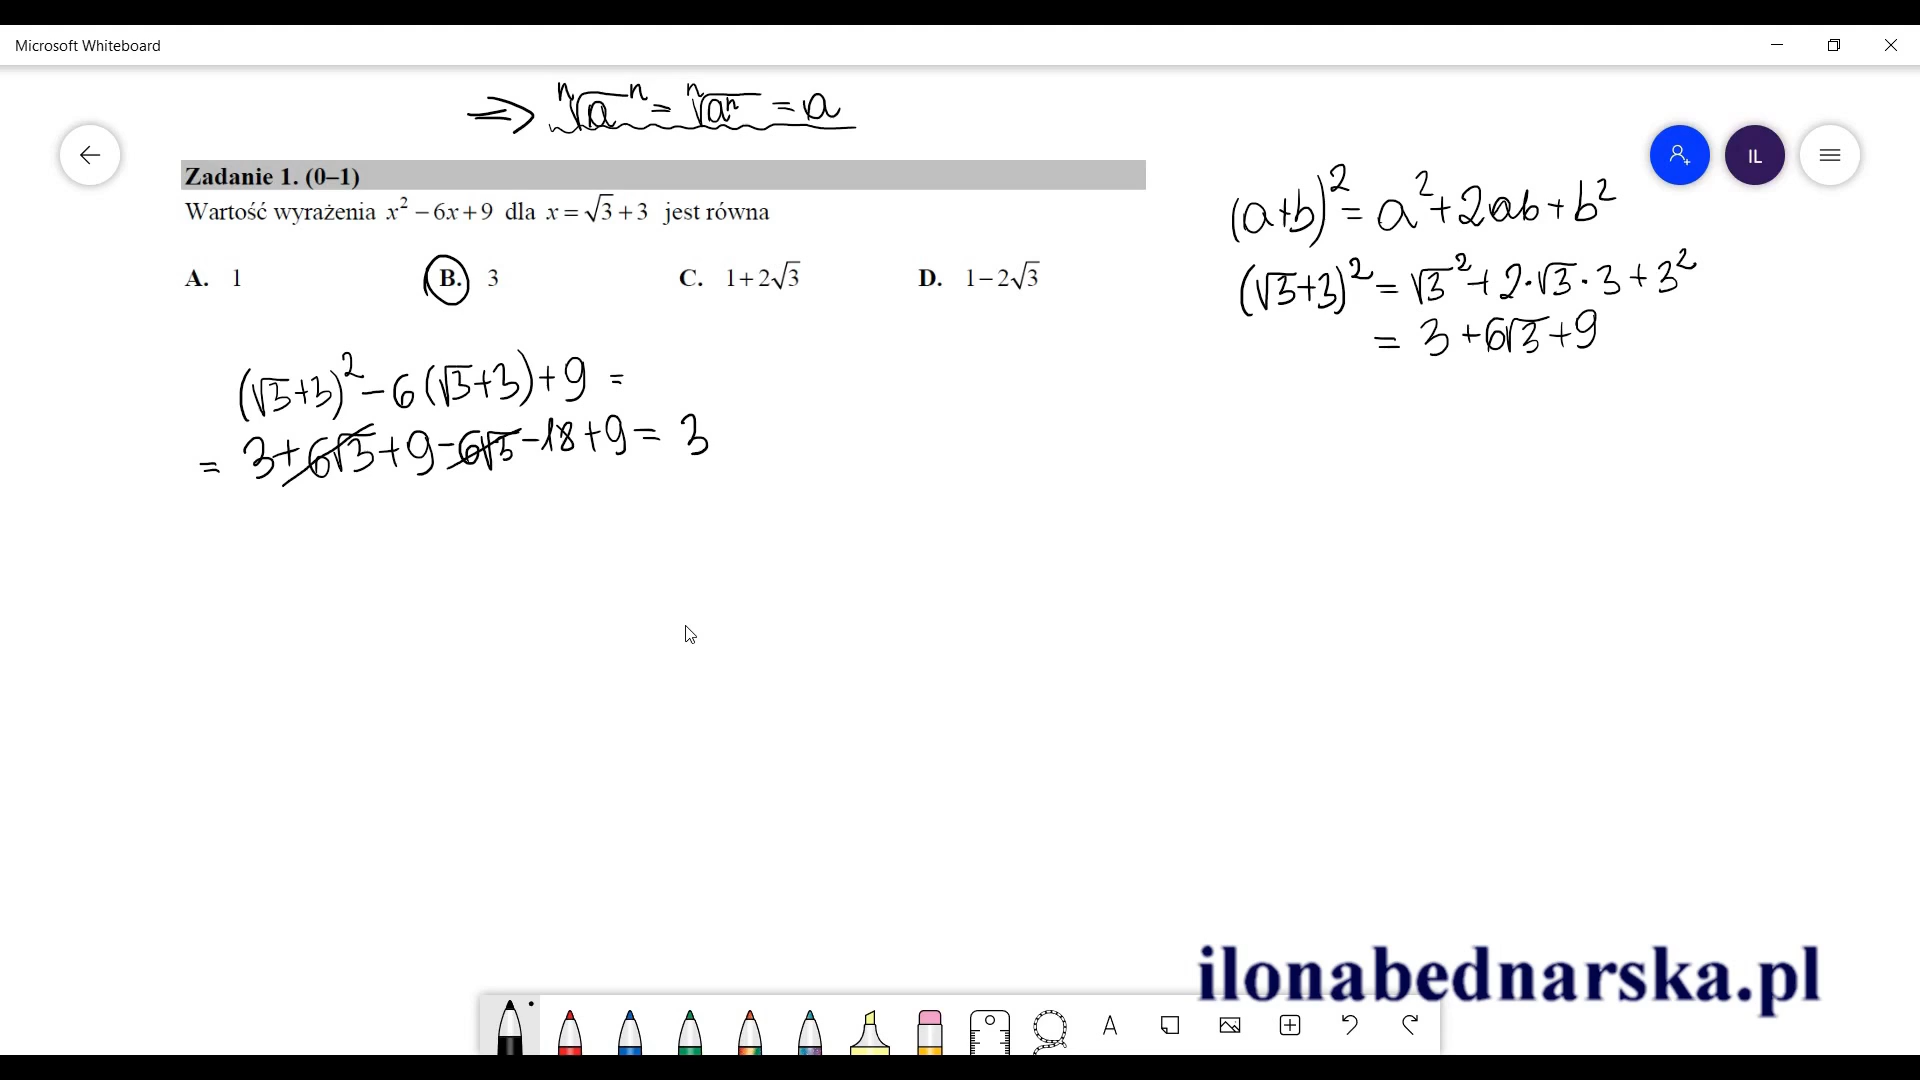 Microsoft Whiteboard
⇒ ⁿ√a ⁿ = ⁿ√aⁿ = a
IL
Zadanie 1. (0–1)
Wartość wyrażenia x² − 6x + 9 dla x = √3 + 3 jest równa
A. 1 B. 3 C. 1 + 2√3 D. 1 − 2√3
(√3+3)² − 6(√3+3) + 9 =
= 3 + 6√3 + 9 − 6√3 − 18 + 9 = 3
(a+b)² = a² + 2ab + b²
(√3+3)² = √3² + 2·√3·3 + 3²
= 3 + 6√3 + 9
ilonabednarska.pl
A